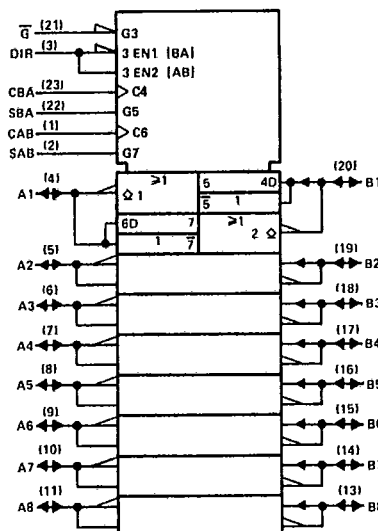 G̅ (21) G3
DIR (3) 3 EN1 [BA]
3 EN2 [AB]
CBA (23) C4
SBA (22) G5
CAB (1) C6
SAB (2) G7
A1 (4) ≥1 5 4D (20) B1
1 5̅ 1
6D 7 ≥1
1 7̅ 2
A2 (5) (19) B2
A3 (6) (18) B3
A4 (7) (17) B4
A5 (8) (16) B5
A6 (9) (15) B6
A7 (10) (14) B7
A8 (11) (13) B8